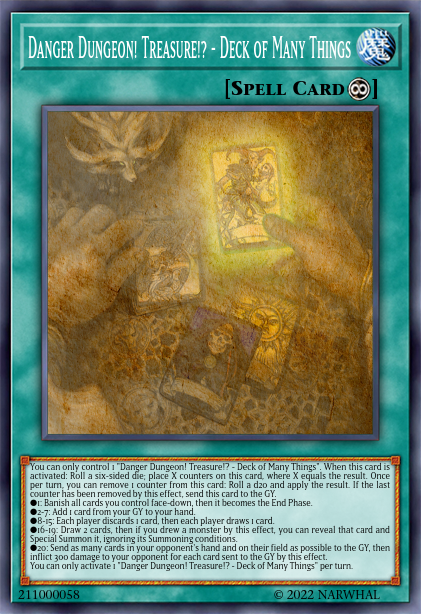 DANGER DUNGEON! TREASURE!? - DECK OF MANY THINGS
魔
[SPELL CARD]
You can only control 1 "Danger Dungeon! Treasure!? - Deck of Many Things". When this card is
activated: Roll a six-sided die; place X counters on this card, where X equals the result. Once
per turn, you can remove 1 counter from this card: Roll a d20 and apply the result. If the last
counter has been removed by this effect, send this card to the GY.
●1: Banish all cards you control face-down, then it becomes the End Phase.
●2-7: Add 1 card from your GY to your hand.
●8-15: Each player discards 1 card, then each player draws 1 card.
●16-19: Draw 2 cards, then if you drew a monster by this effect, you can reveal that card and
Special Summon it, ignoring its Summoning conditions.
●20: Send as many cards in your opponent's hand and on their field as possible to the GY, then
inflict 300 damage to your opponent for each card sent to the GY by this effect.
You can only activate 1 "Danger Dungeon! Treasure!? - Deck of Many Things" per turn.
211000058
© 2022 NARWHAL